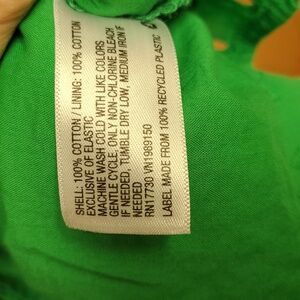 SHELL: 100% COTTON / LINING: 100% COTTON
EXCLUSIVE OF ELASTIC
MACHINE WASH COLD WITH LIKE COLORS
GENTLE CYCLE. ONLY NON-CHLORINE BLEACH
IF NEEDED, TUMBLE DRY LOW, MEDIUM IRON IF
NEEDED
RN17730 VN1989150
LABEL MADE FROM 100% RECYCLED PLASTIC